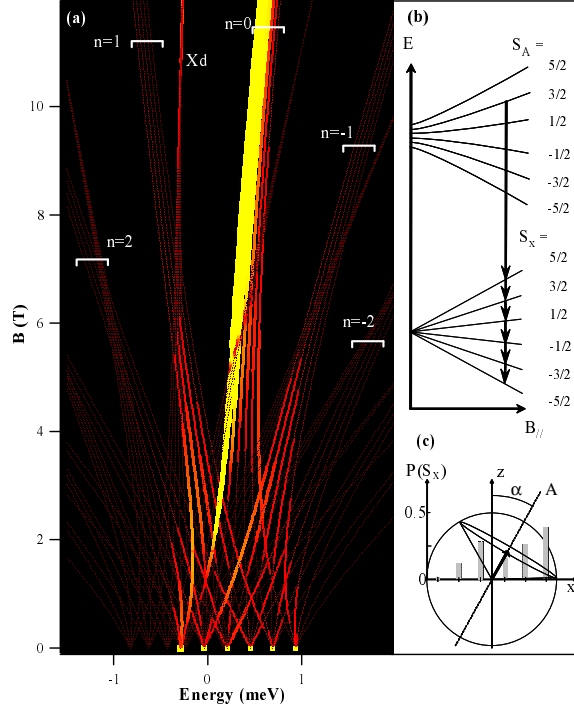 (a)
n=1
n=0
Xd
n=-1
n=2
n=-2
10
8
6
4
2
0
B (T)
-1
0
1
Energy (meV)
(b)
E
S_A =
5/2
3/2
1/2
-1/2
-3/2
-5/2
S_X =
5/2
3/2
1/2
-1/2
-3/2
-5/2
B_//
(c)
P(S_X)
z
α
A
0.5
0
x